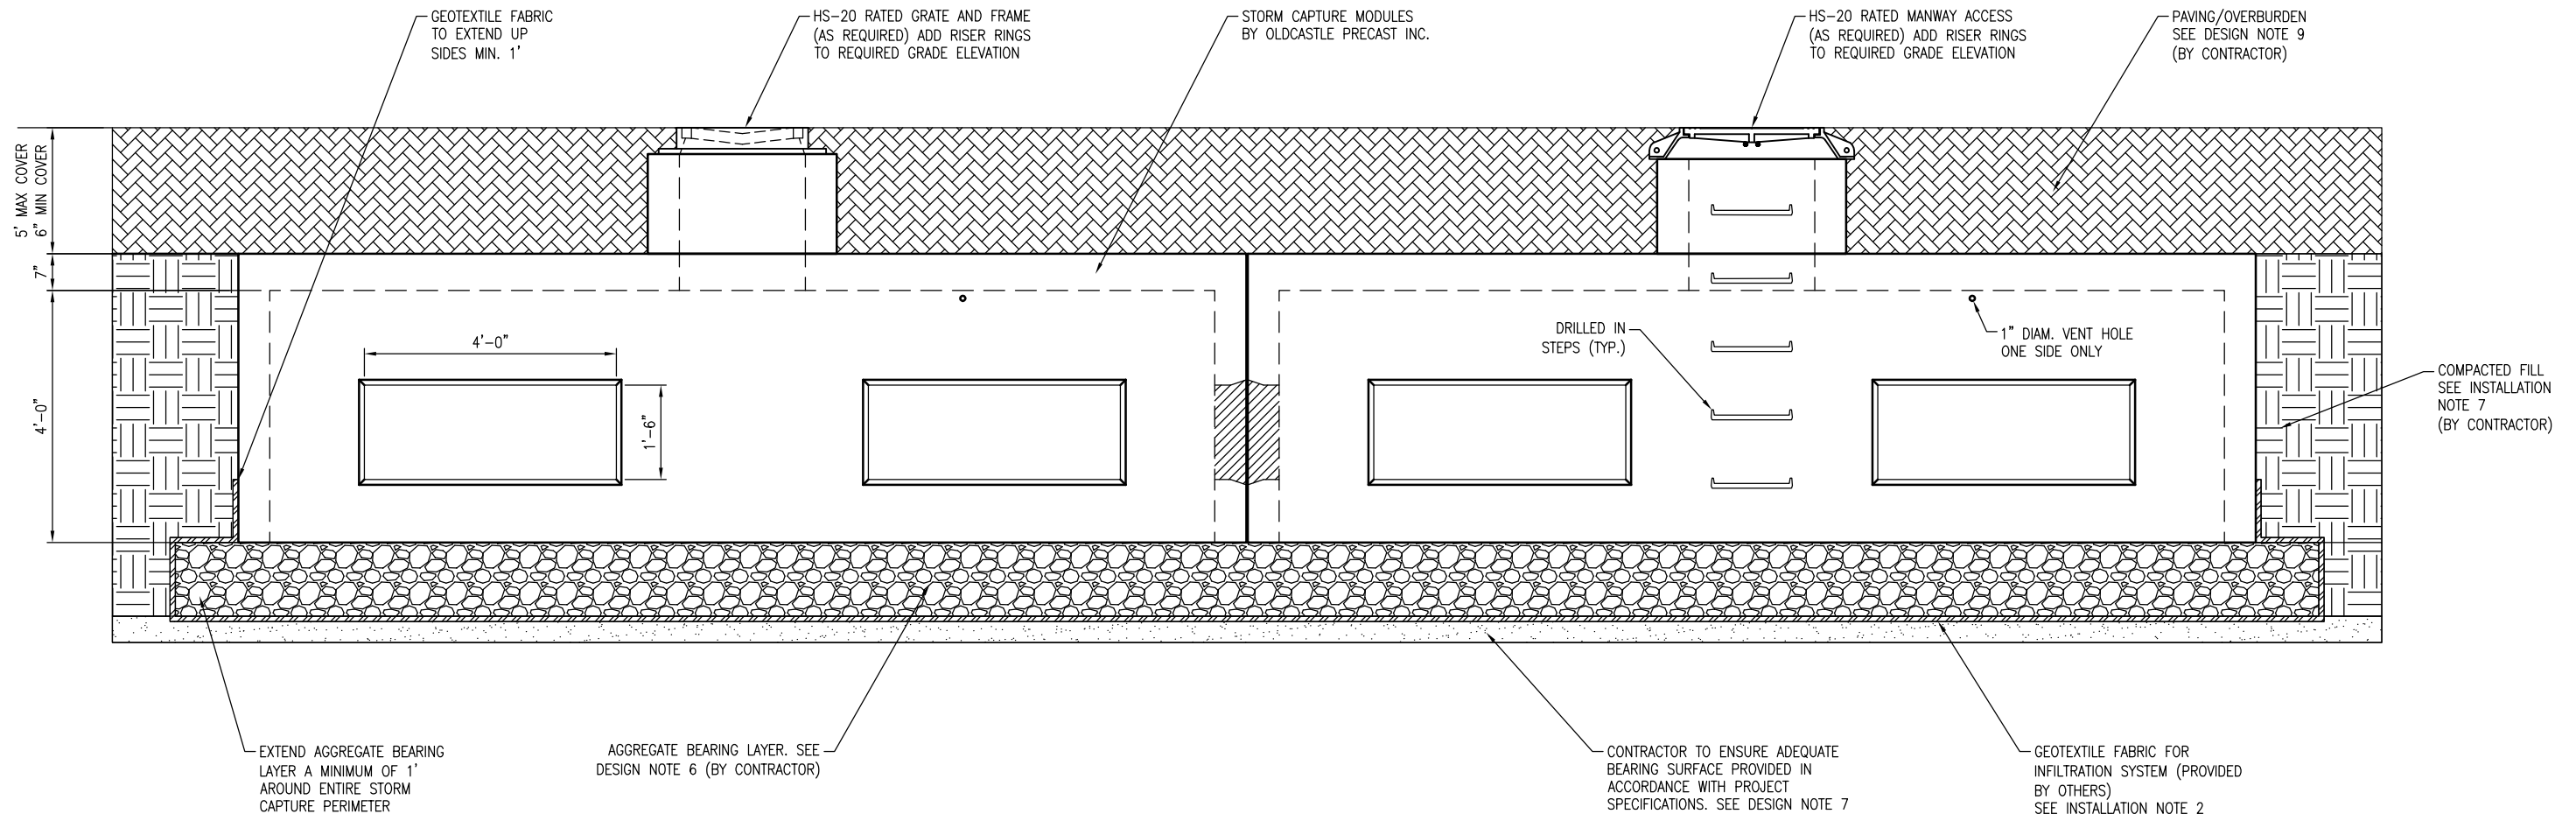 GEOTEXTILE FABRIC
TO EXTEND UP
SIDES MIN. 1'
HS-20 RATED GRATE AND FRAME
(AS REQUIRED) ADD RISER RINGS
TO REQUIRED GRADE ELEVATION
STORM CAPTURE MODULES
BY OLDCASTLE PRECAST INC.
HS-20 RATED MANWAY ACCESS
(AS REQUIRED) ADD RISER RINGS
TO REQUIRED GRADE ELEVATION
PAVING/OVERBURDEN
SEE DESIGN NOTE 9
(BY CONTRACTOR)
5' MAX COVER
6" MIN COVER
7"
4'-0"
4'-0"
1'-6"
DRILLED IN
STEPS (TYP.)
1" DIAM. VENT HOLE
ONE SIDE ONLY
COMPACTED FILL
SEE INSTALLATION
NOTE 7
(BY CONTRACTOR)
EXTEND AGGREGATE BEARING
LAYER A MINIMUM OF 1'
AROUND ENTIRE STORM
CAPTURE PERIMETER
AGGREGATE BEARING LAYER. SEE
DESIGN NOTE 6 (BY CONTRACTOR)
CONTRACTOR TO ENSURE ADEQUATE
BEARING SURFACE PROVIDED IN
ACCORDANCE WITH PROJECT
SPECIFICATIONS. SEE DESIGN NOTE 7
GEOTEXTILE FABRIC FOR
INFILTRATION SYSTEM (PROVIDED
BY OTHERS)
SEE INSTALLATION NOTE 2